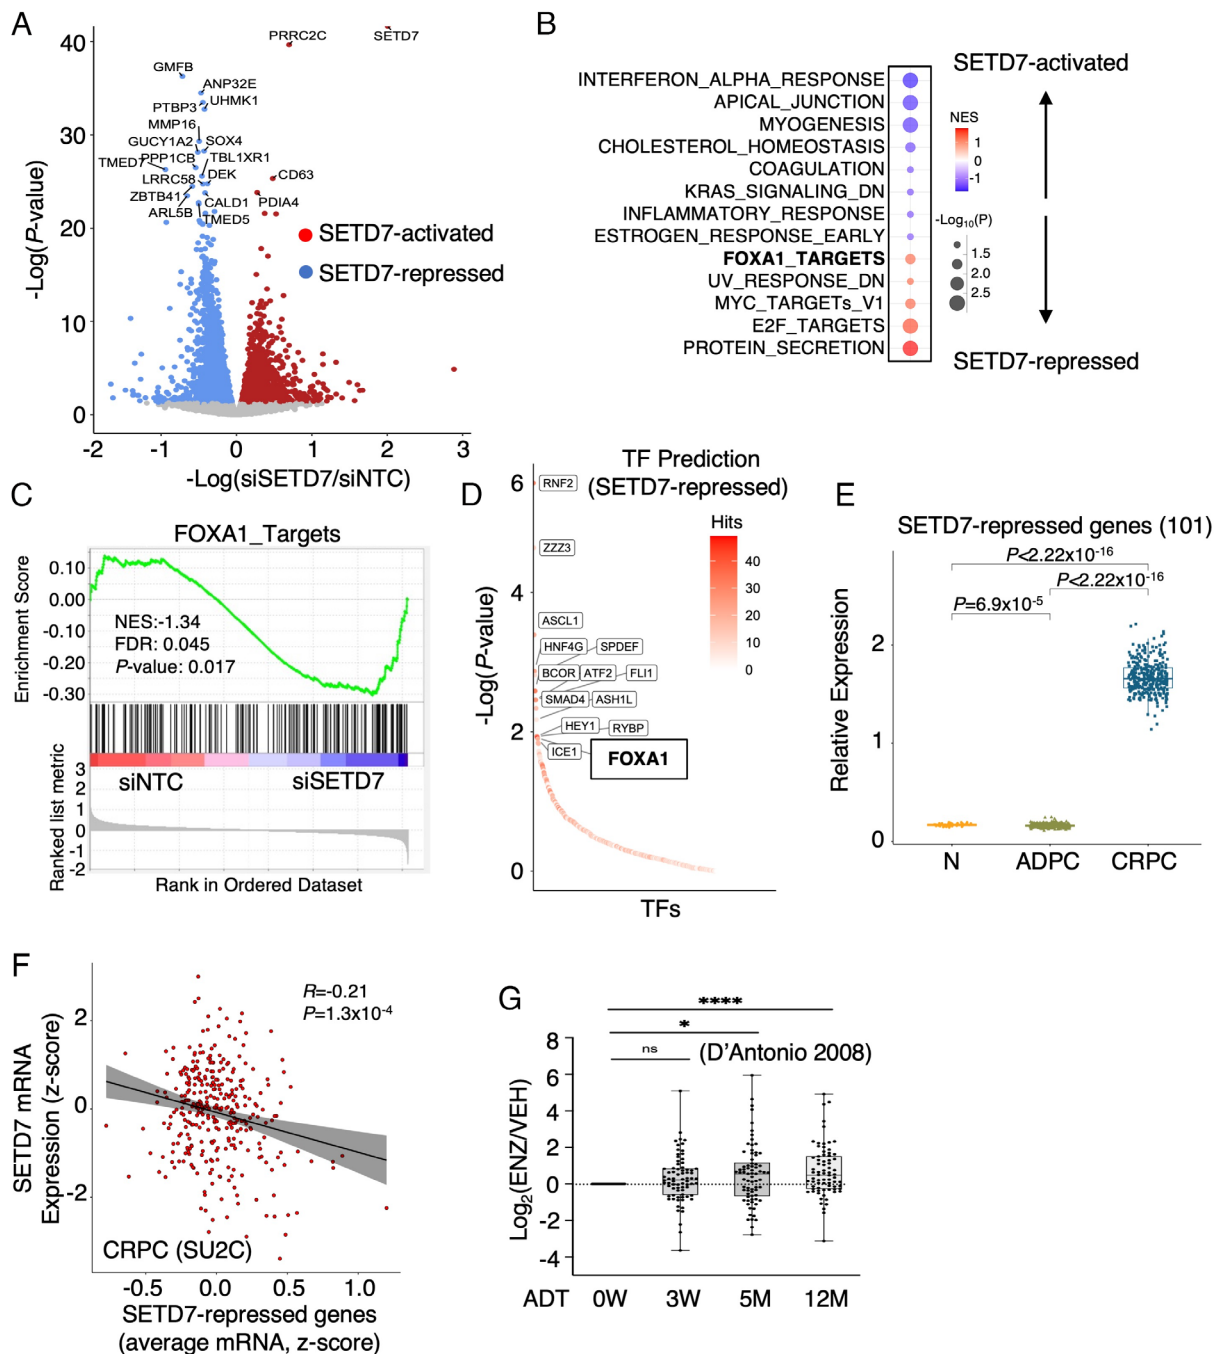 A
40
30
20
10
0
-Log(P-value)
PRRC2C
SETD7
GMFB
ANP32E
UHMK1
PTBP3
MMP16
GUCY1A2
SOX4
TMED7
PPP1CB
TBL1XR1
LRRC58
DEK
CD63
ZBTB41
CALD1
PDIA4
ARL5B
TMED5
SETD7-activated
SETD7-repressed
-2 -1 0 1 2 3
-Log(siSETD7/siNTC)
B
INTERFERON_ALPHA_RESPONSE
APICAL_JUNCTION
MYOGENESIS
CHOLESTEROL_HOMEOSTASIS
COAGULATION
KRAS_SIGNALING_DN
INFLAMMATORY_RESPONSE
ESTROGEN_RESPONSE_EARLY
FOXA1_TARGETS
UV_RESPONSE_DN
MYC_TARGETs_V1
E2F_TARGETS
PROTEIN_SECRETION
SETD7-activated
NES
1
0
-1
-Log10(P)
1.5
2.0
2.5
SETD7-repressed
C
FOXA1_Targets
Enrichment Score
0.10
0.00
-0.10
-0.20
-0.30
NES:-1.34
FDR: 0.045
P-value: 0.017
siNTC
siSETD7
Ranked list metric
3
2
1
0
-1
-2
Rank in Ordered Dataset
D
TF Prediction
(SETD7-repressed)
-Log(P-value)
6
4
2
0
RNF2
ZZZ3
ASCL1
HNF4G
SPDEF
BCOR
ATF2
FLI1
SMAD4
ASH1L
HEY1
RYBP
ICE1
FOXA1
Hits
40
30
20
10
0
TFs
E
SETD7-repressed genes (101)
P<2.22x10-16
P<2.22x10-16
P=6.9x10-5
Relative Expression
2
1
0
N ADPC CRPC
F
R=-0.21
P=1.3x10-4
SETD7 mRNA
Expression (z-score)
2
0
-2
CRPC (SU2C)
-0.5 0.0 0.5 1.0
SETD7-repressed genes
(average mRNA, z-score)
G
****
*
ns
(D'Antonio 2008)
Log2(ENZ/VEH)
8
6
4
2
0
-2
-4
ADT 0W 3W 5M 12M